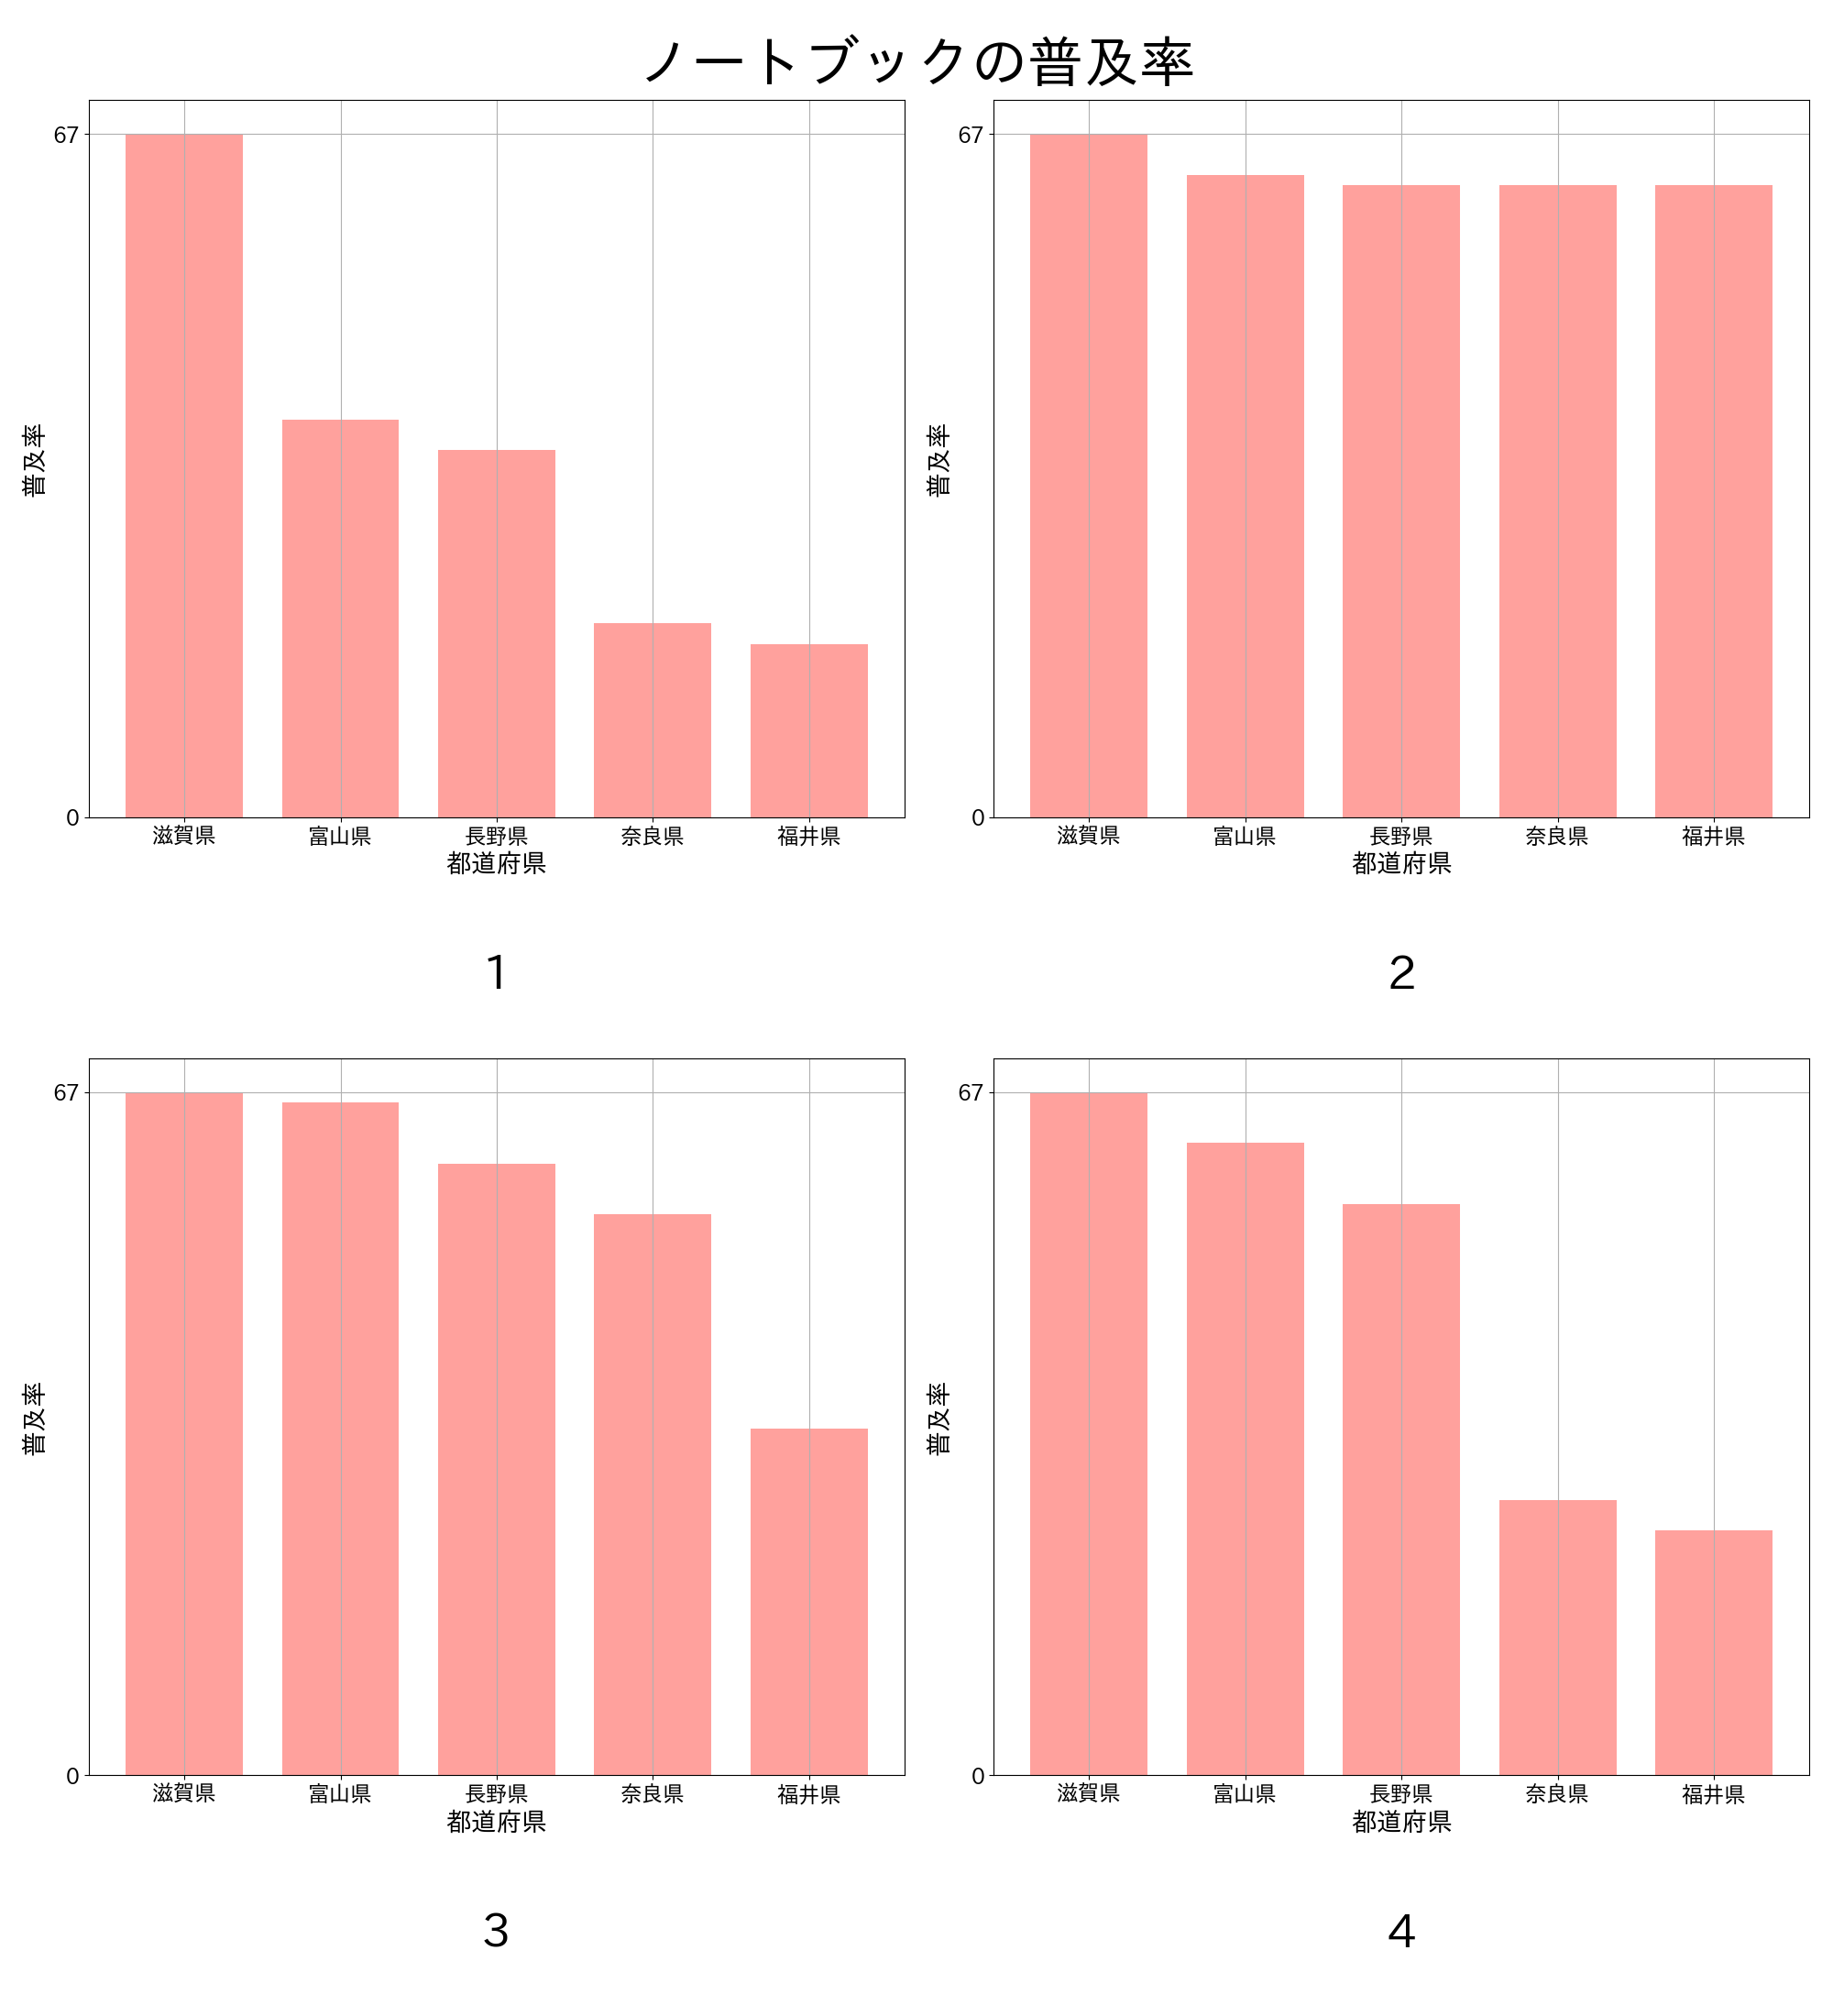 ノートブックの普及率
67
0
普及率
滋賀県 富山県 長野県 奈良県 福井県
都道府県
1
67
0
普及率
滋賀県 富山県 長野県 奈良県 福井県
都道府県
2
67
0
普及率
滋賀県 富山県 長野県 奈良県 福井県
都道府県
3
67
0
普及率
滋賀県 富山県 長野県 奈良県 福井県
都道府県
4